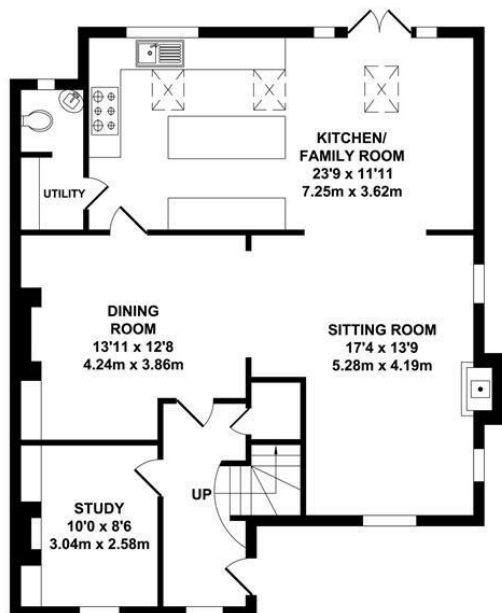 KITCHEN/
FAMILY ROOM
23'9 x 11'11
7.25m x 3.62m
UTILITY
DINING
ROOM
13'11 x 12'8
4.24m x 3.86m
SITTING ROOM
17'4 x 13'9
5.28m x 4.19m
UP
STUDY
10'0 x 8'6
3.04m x 2.58m